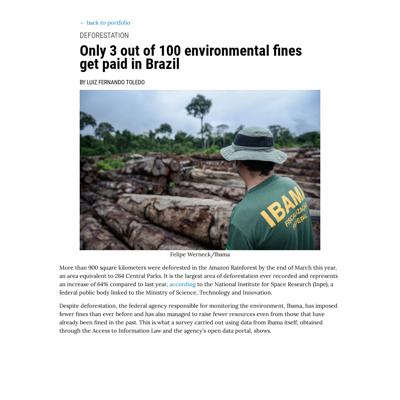 ← back to portfolio
DEFORESTATION
Only 3 out of 100 environmental fines
get paid in Brazil
BY LUIZ FERNANDO TOLEDO
IBAMA
FISCALIZAÇÃO
FEDERAL
Felipe Werneck/Ibama
More than 900 square kilometers were deforested in the Amazon Rainforest by the end of March this year,
an area equivalent to 264 Central Parks. It is the largest area of deforestation ever recorded and represents
an increase of 64% compared to last year, according to the National Institute for Space Research (Inpe), a
federal public body linked to the Ministry of Science, Technology and Innovation.
Despite deforestation, the federal agency responsible for monitoring the environment, Ibama, has imposed
fewer fines than ever before and has also managed to raise fewer resources even from those that have
already been fined in the past. This is what a survey carried out using data from Ibama itself, obtained
through the Access to Information Law and the agency's open data portal, shows.